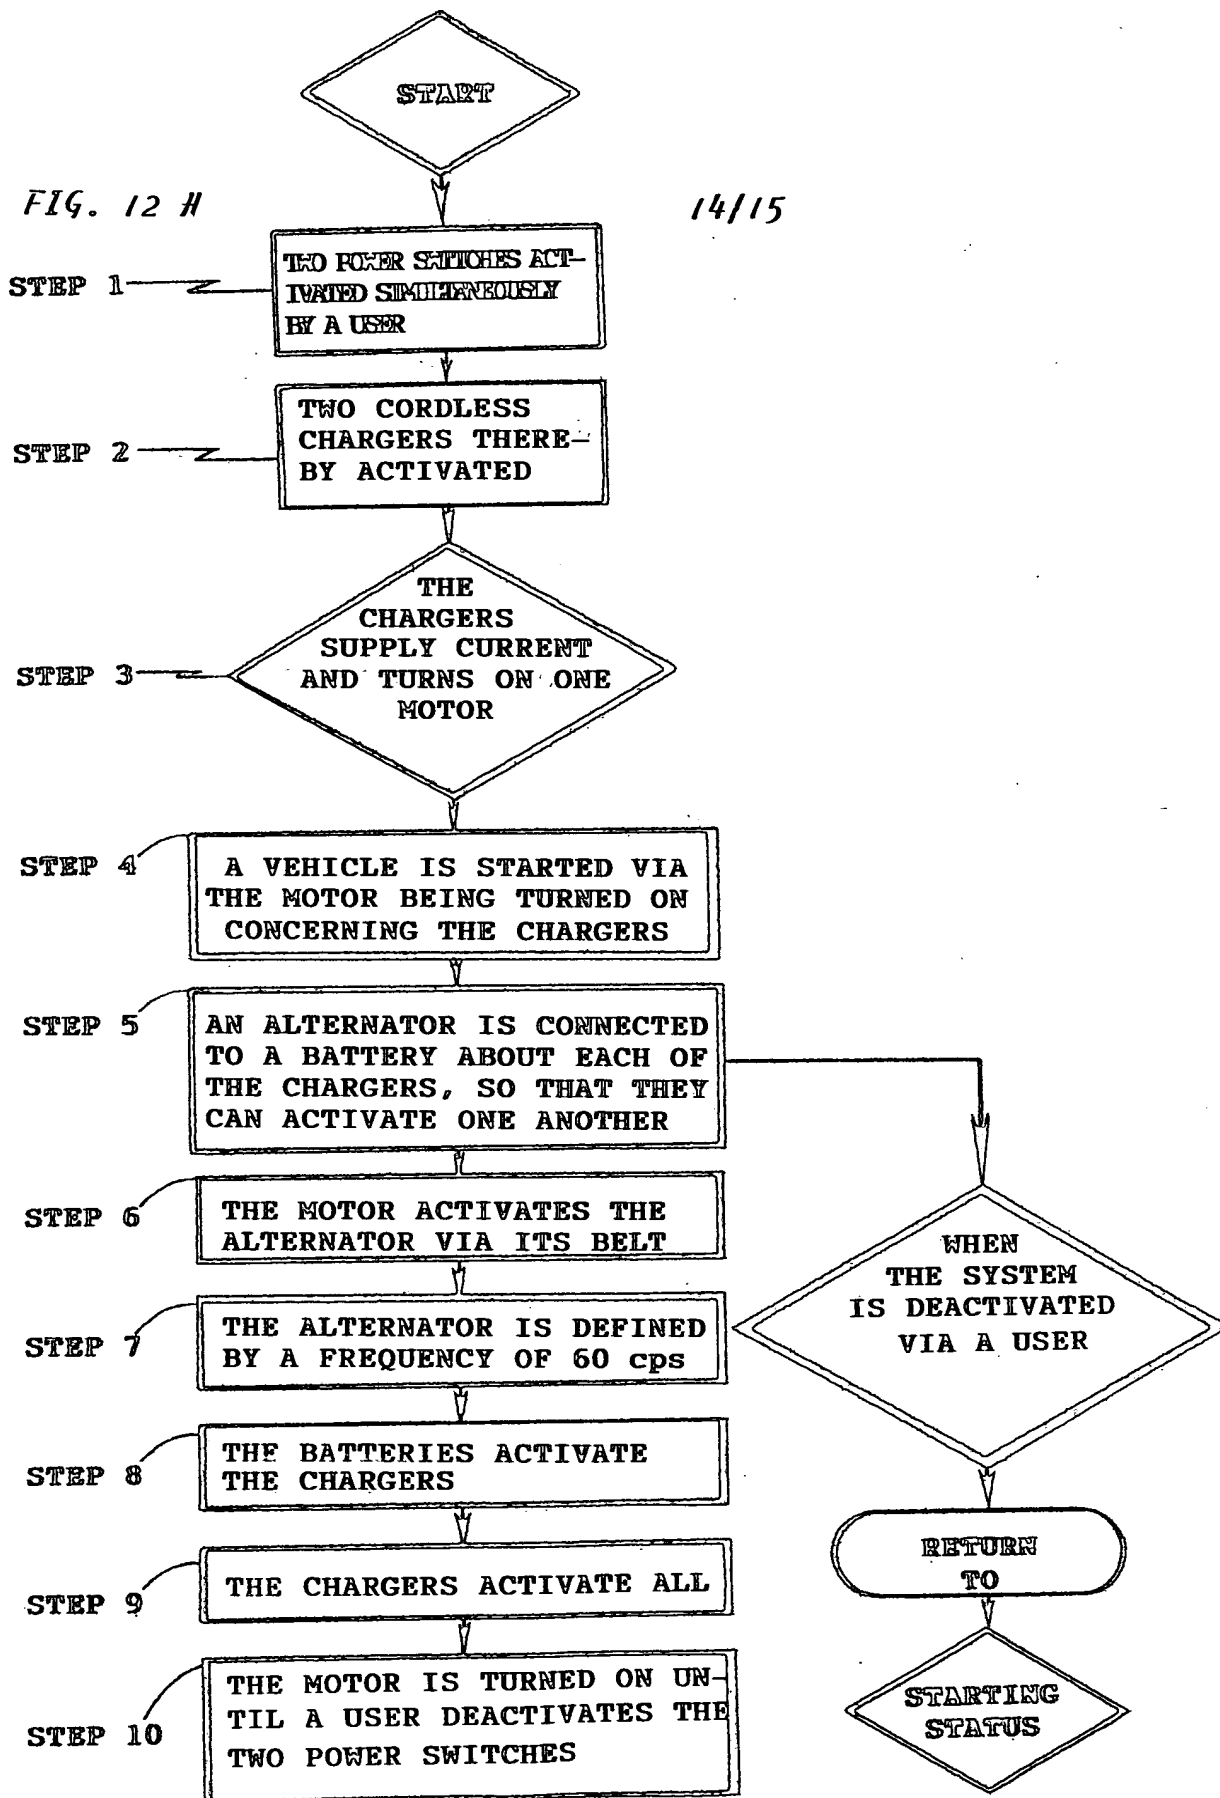 START
FIG. 12 H
14/15
STEP 1
TWO POWER SWITCHES ACT-
IVATED SIMULTANEOUSLY
BY A USER
STEP 2
TWO CORDLESS
CHARGERS THERE-
BY ACTIVATED
STEP 3
THE
CHARGERS
SUPPLY CURRENT
AND TURNS ON ONE
MOTOR
STEP 4
A VEHICLE IS STARTED VIA
THE MOTOR BEING TURNED ON
CONCERNING THE CHARGERS
STEP 5
AN ALTERNATOR IS CONNECTED
TO A BATTERY ABOUT EACH OF
THE CHARGERS, SO THAT THEY
CAN ACTIVATE ONE ANOTHER
STEP 6
THE MOTOR ACTIVATES THE
ALTERNATOR VIA ITS BELT
STEP 7
THE ALTERNATOR IS DEFINED
BY A FREQUENCY OF 60 cps
STEP 8
THE BATTERIES ACTIVATE
THE CHARGERS
STEP 9
THE CHARGERS ACTIVATE ALL
STEP 10
THE MOTOR IS TURNED ON UN-
TIL A USER DEACTIVATES THE
TWO POWER SWITCHES
WHEN
THE SYSTEM
IS DEACTIVATED
VIA A USER
RETURN
TO
STARTING
STATUS